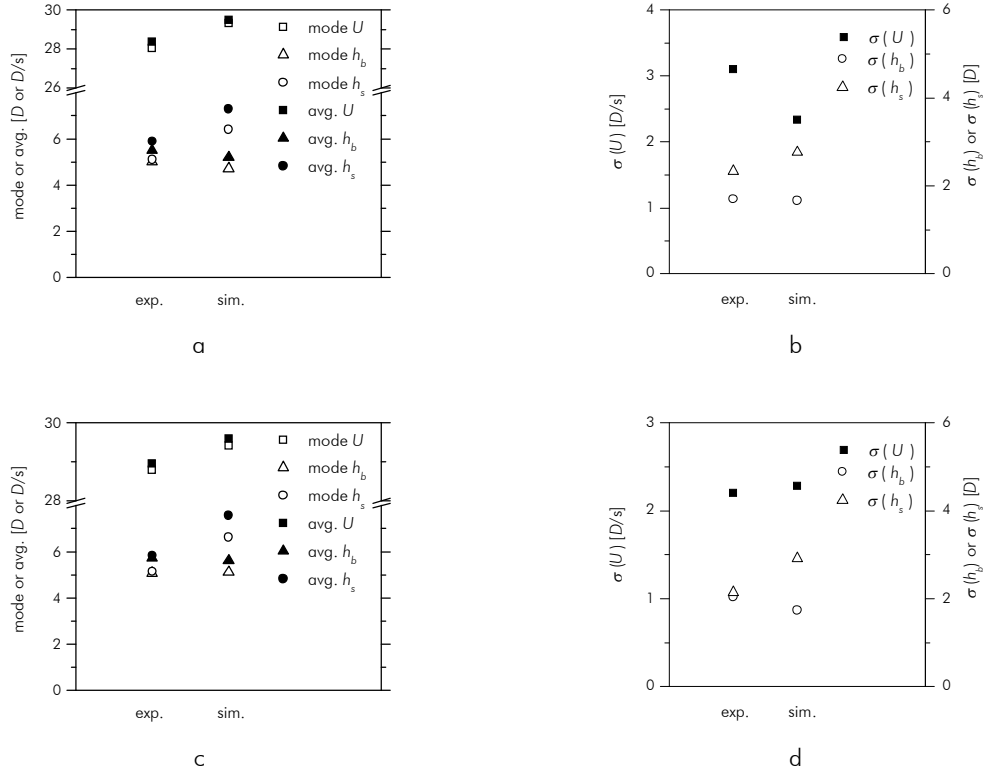 30
28
26
6
4
2
0
mode or avg. [D or D/s]
mode U
mode h_b
mode h_s
avg. U
avg. h_b
avg. h_s
exp. sim.
a
4
3
2
1
0
σ (U) [D/s]
σ ( U )
σ ( h_b )
σ ( h_s )
6
4
2
0
σ (h_b) or σ (h_s) [D]
exp. sim.
b
30
28
6
4
2
0
mode or avg. [D or D/s]
mode U
mode h_b
mode h_s
avg. U
avg. h_b
avg. h_s
exp. sim.
c
3
2
1
0
σ (U) [D/s]
σ ( U )
σ ( h_b )
σ ( h_s )
6
4
2
0
σ (h_b) or σ (h_s) [D]
exp. sim.
d